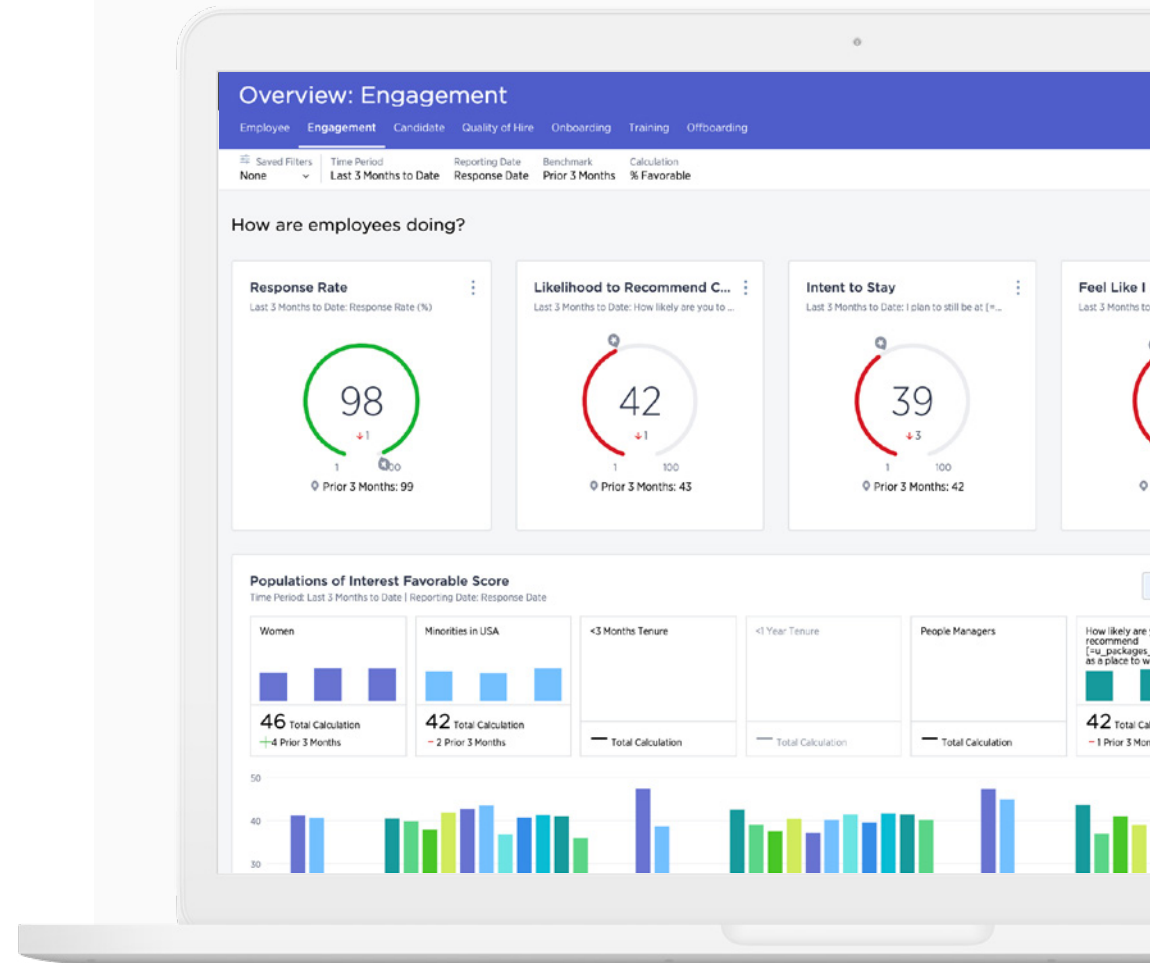 Overview: Engagement
Employee Engagement Candidate Quality of Hire Onboarding Training Offboarding
Saved Filters Time Period Reporting Date Benchmark Calculation
None Last 3 Months to Date Response Date Prior 3 Months % Favorable
How are employees doing?
Response Rate
Last 3 Months to Date: Response Rate (%)
98
1
1
00
Prior 3 Months: 99
Likelihood to Recommend C...
Last 3 Months to Date: How likely are you to ...
42
1
1 100
Prior 3 Months: 43
Intent to Stay
Last 3 Months to Date: I plan to still be at [=...
39
3
1 100
Prior 3 Months: 42
Feel Like I
Last 3 Months to
Populations of Interest Favorable Score
Time Period: Last 3 Months to Date | Reporting Date: Response Date
Women
46 Total Calculation
+4 Prior 3 Months
Minorities in USA
42 Total Calculation
- 2 Prior 3 Months
<3 Months Tenure
— Total Calculation
<1 Year Tenure
— Total Calculation
People Managers
— Total Calculation
How likely are
recommend
[=u_packages_
as a place to w
42 Total Cal
- 1 Prior 3 Mon
50
40
30